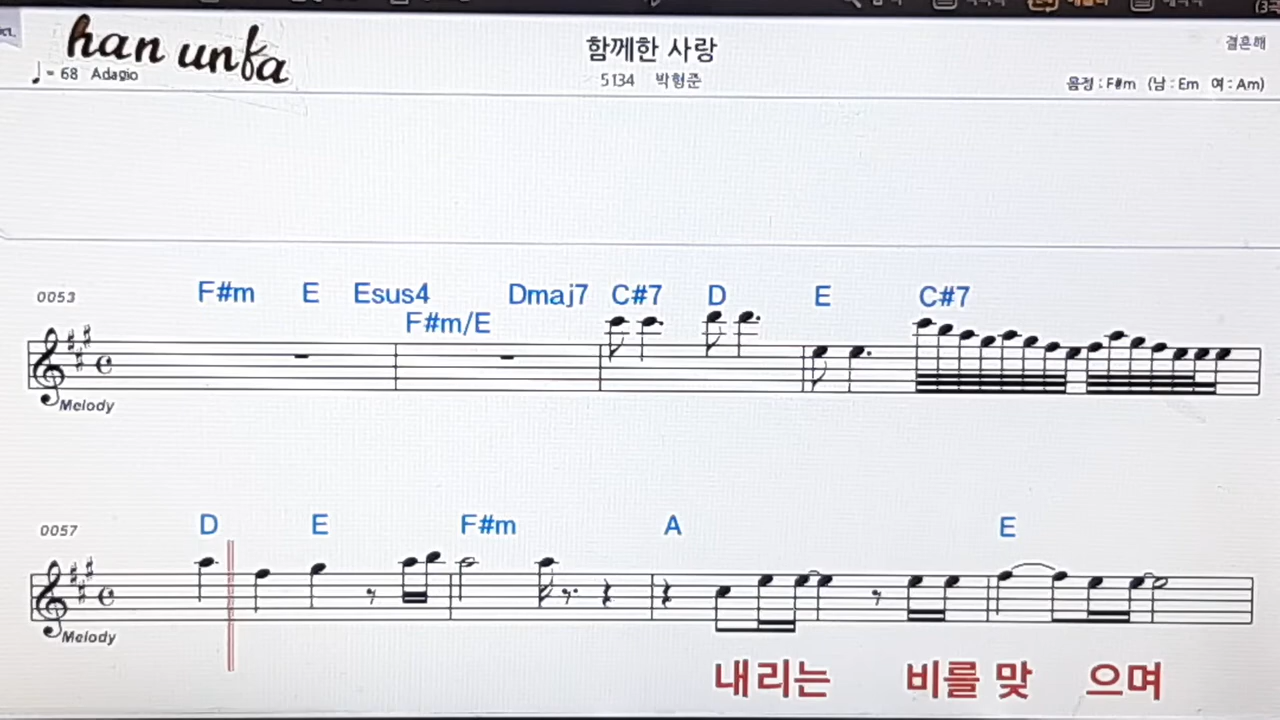 han unfa
함께한 사랑
결혼해
♩= 68 Adagio
5134 박형준
음정 : F#m (남 : Em 여 : Am)
0053
F#m E Esus4 Dmaj7 C#7 D E C#7
F#m/E
Melody
0057
D E F#m A E
Melody
내리는 비를 맞 으며